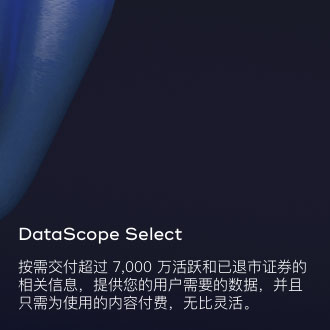 DataScope Select
按需交付超过 7,000 万活跃和已退市证券的
相关信息，提供您的用户需要的数据，并且
只需为使用的内容付费，无比灵活。